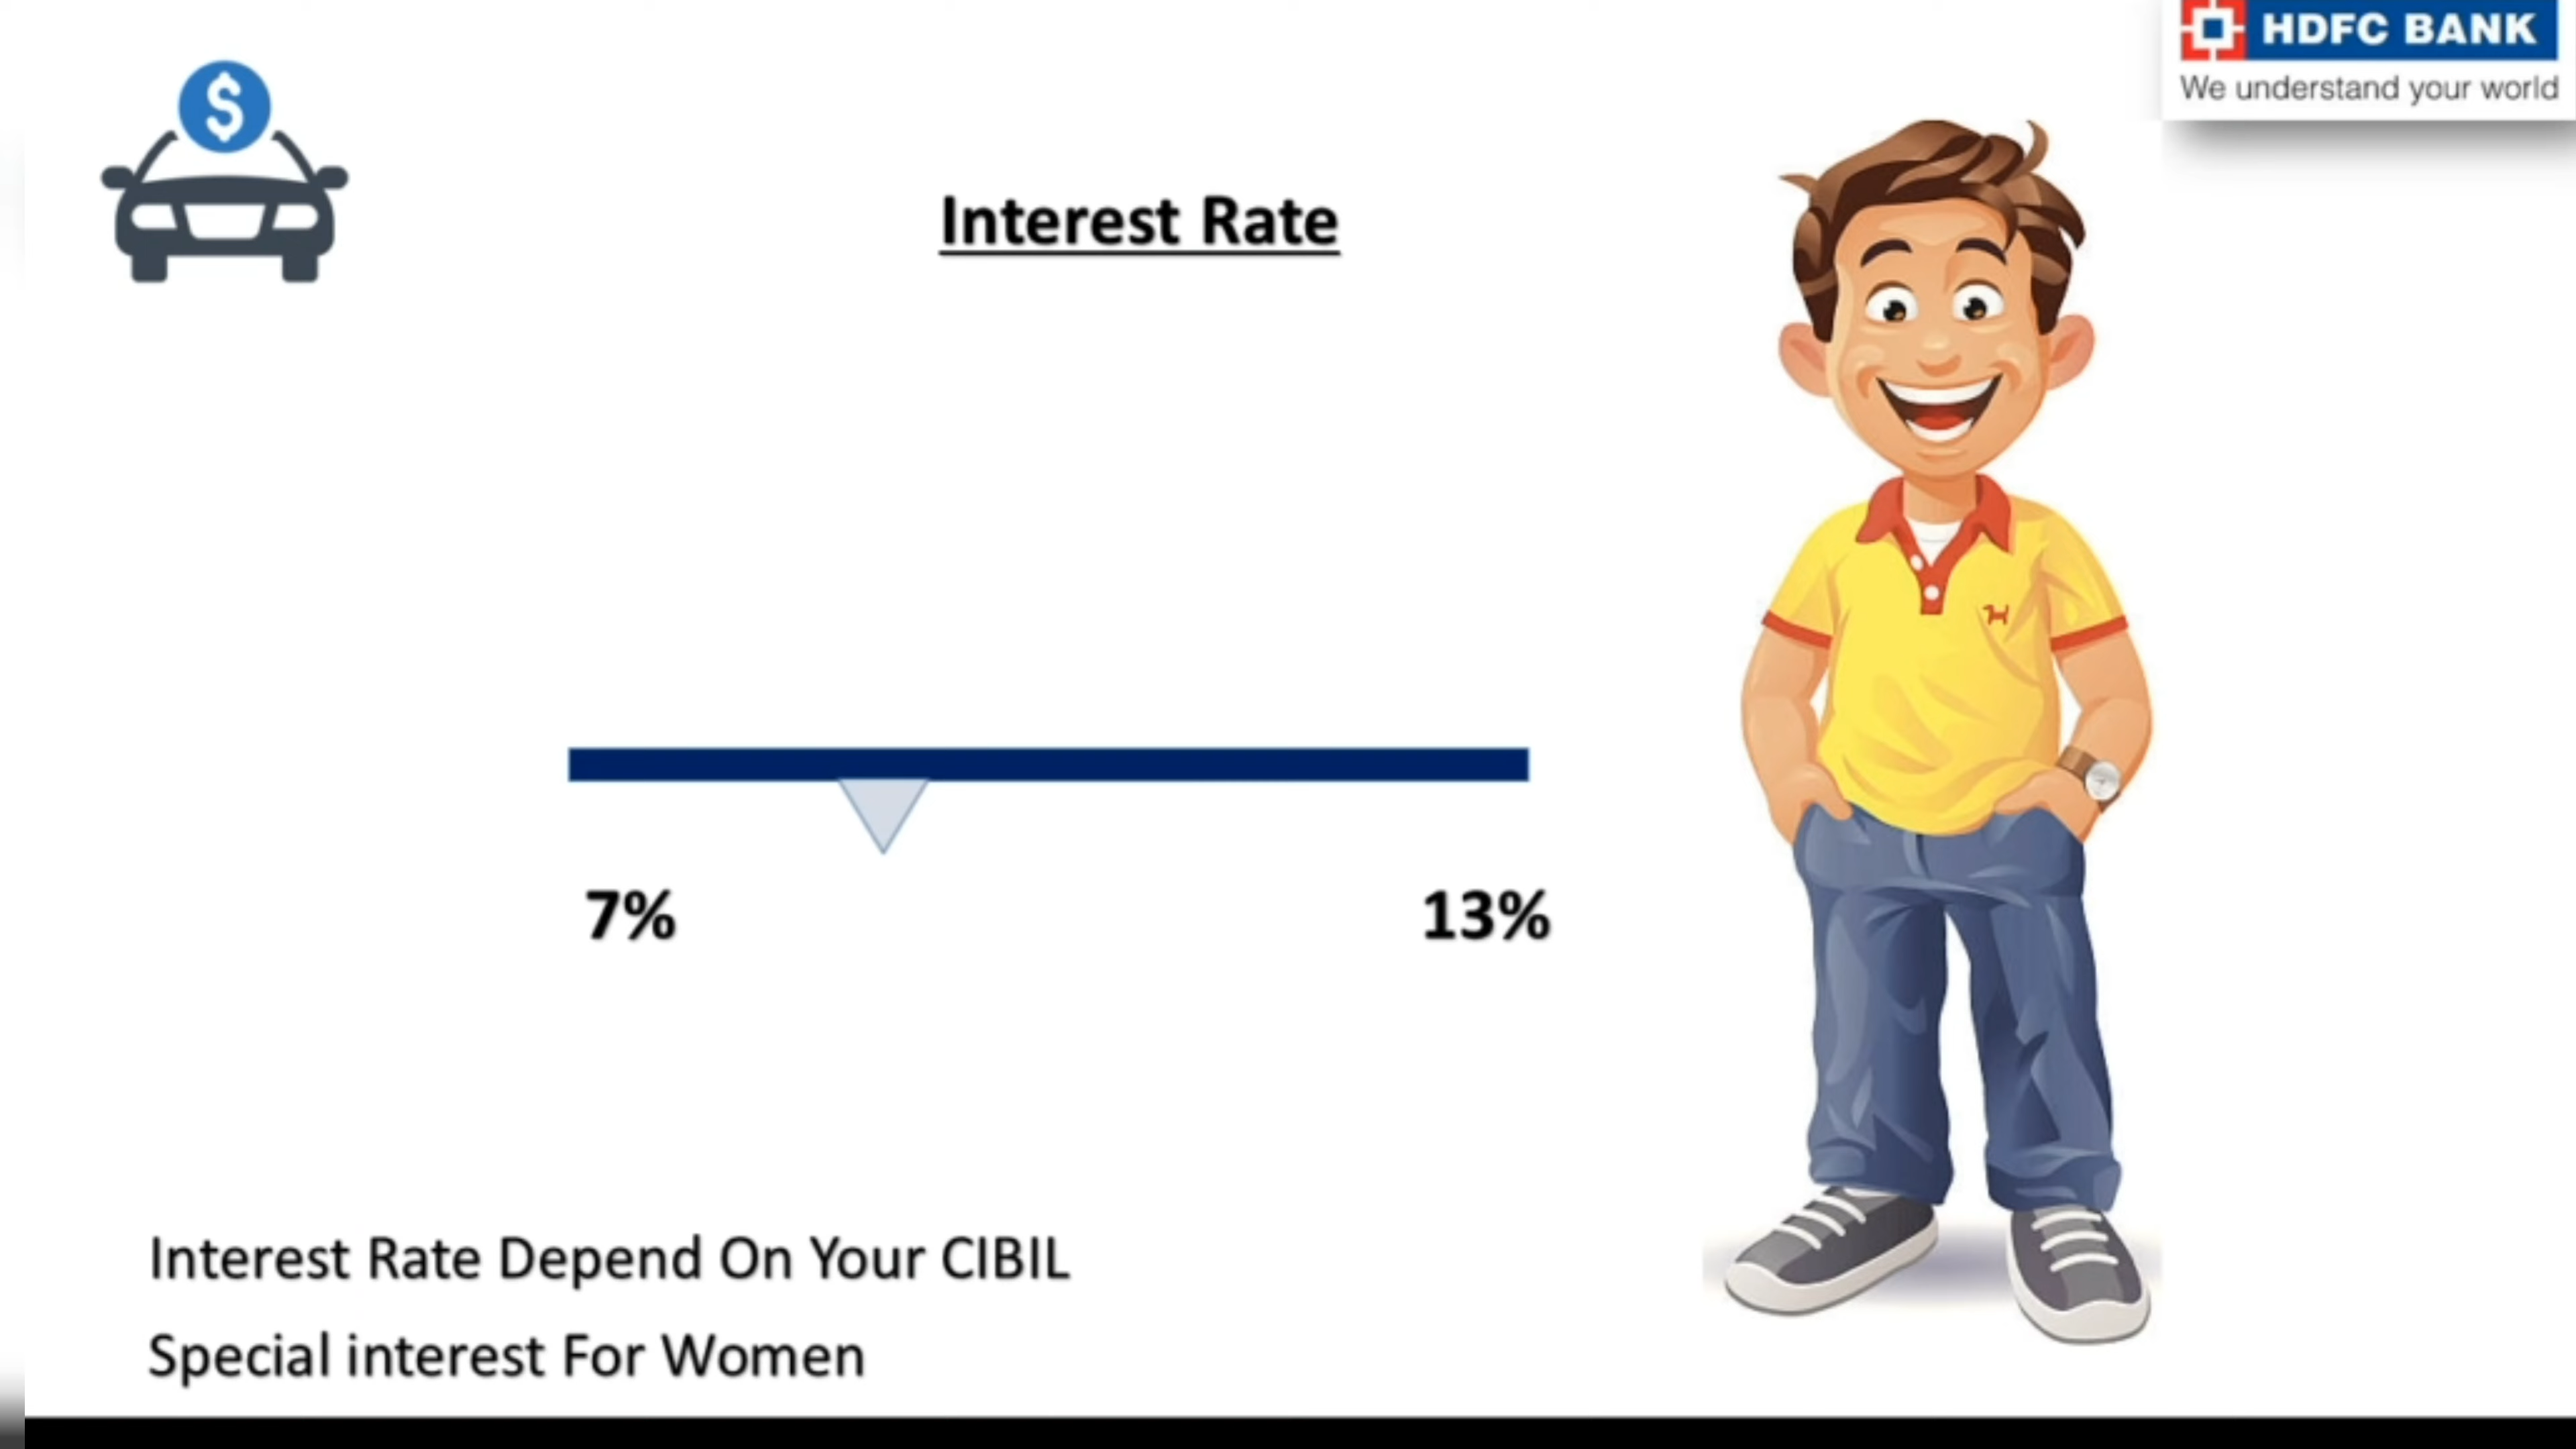 HDFC BANK
We understand your world
$
Interest Rate
7% 13%
Interest Rate Depend On Your CIBIL
Special interest For Women